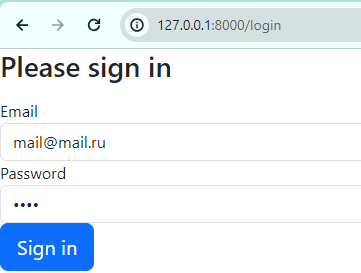 127.0.0.1:8000/login
Please sign in
Email
mail@mail.ru
Password
••••
Sign in